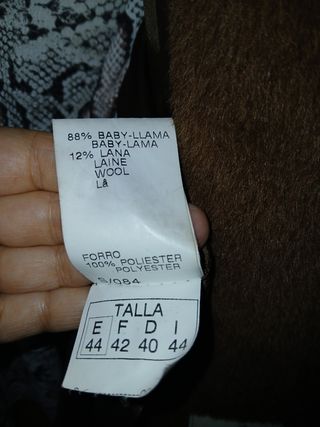 88% BABY-LLAMA
BABY-LAMA
12% LANA
LAINE
WOOL
Lã
FORRO
100% POLIESTER
POLYESTER
S/084
TALLA
E F D I
44 42 40 44